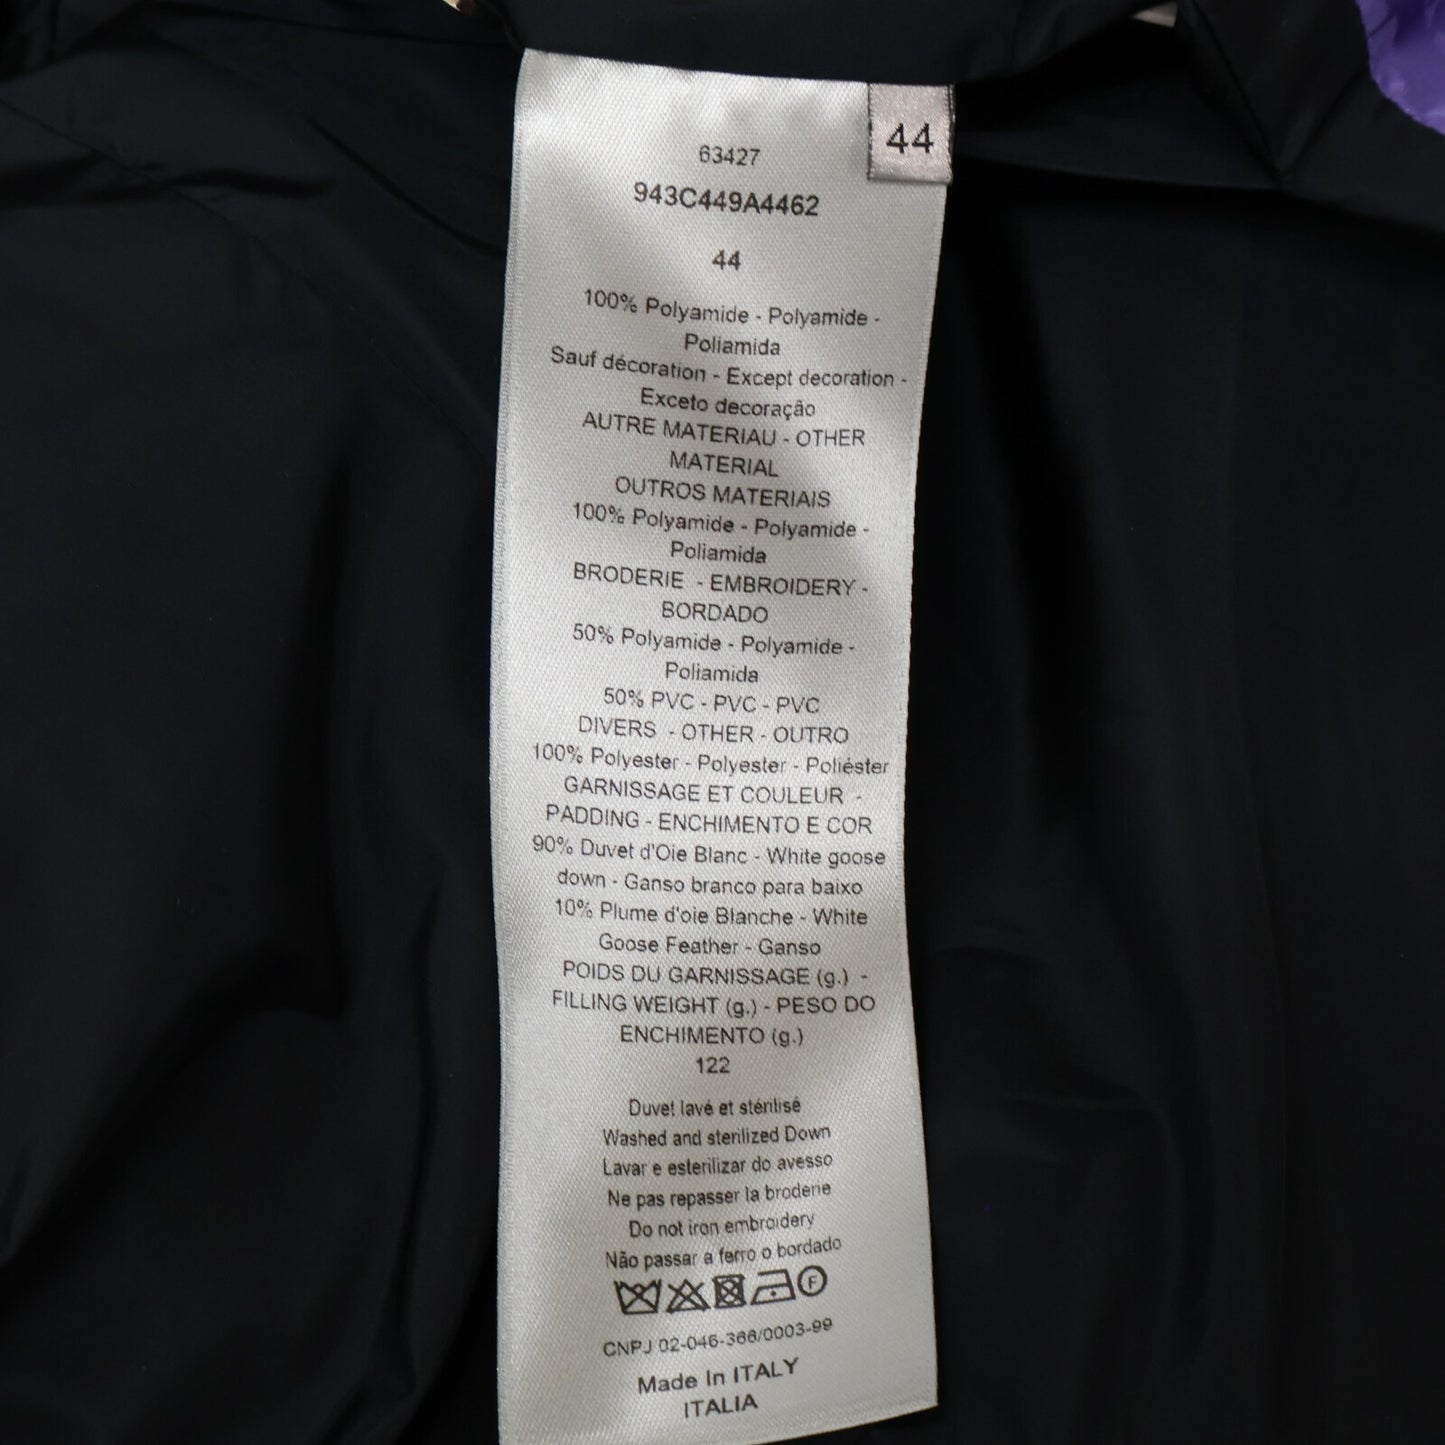 44
63427
943C449A4462
44
100% Polyamide - Polyamide -
Poliamida
Sauf décoration - Except decoration -
Exceto decoração
AUTRE MATERIAU - OTHER
MATERIAL
OUTROS MATERIAIS
100% Polyamide - Polyamide -
Poliamida
BRODERIE - EMBROIDERY -
BORDADO
50% Polyamide - Polyamide -
Poliamida
50% PVC - PVC - PVC
DIVERS - OTHER - OUTRO
100% Polyester - Polyester - Poliéster
GARNISSAGE ET COULEUR -
PADDING - ENCHIMENTO E COR
90% Duvet d'Oie Blanc - White goose
down - Ganso branco para baixo
10% Plume d'oie Blanche - White
Goose Feather - Ganso
POIDS DU GARNISSAGE (g.) -
FILLING WEIGHT (g.) - PESO DO
ENCHIMENTO (g.)
122
Duvet lavé et stérilisé
Washed and sterilized Down
Lavar e esterilizar do avesso
Ne pas repasser la broderie
Do not iron embroidery
Não passar a ferro o bordado
F
CNPJ 02-046-366/0003-99
Made In ITALY
ITALIA